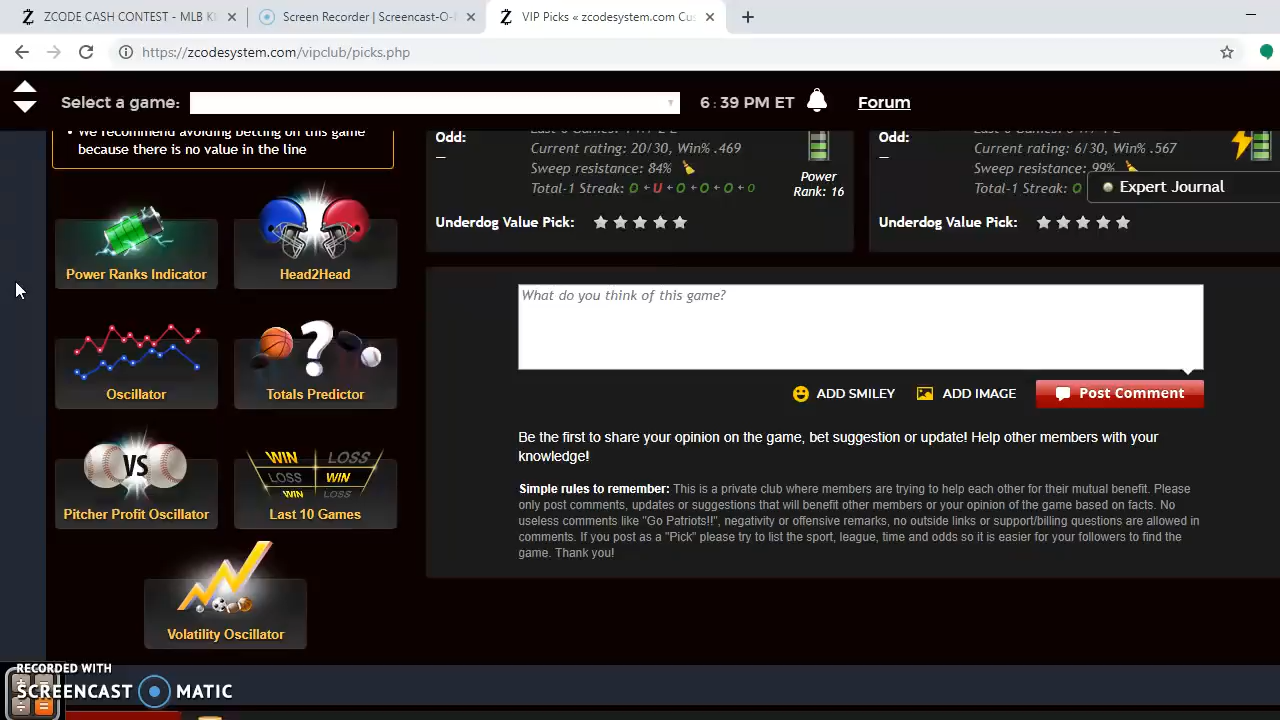 ZCODE CASH CONTEST - MLB
Screen Recorder | Screencast-O-
VIP Picks « zcodesystem.com Cus
https://zcodesystem.com/vipclub/picks.php
Select a game:
6 : 39 PM ET
Forum
• We recommend avoiding betting on this game
because there is no value in the line
Odd:
—
Current rating: 20/30, Win% .469
Sweep resistance: 84%
Total-1 Streak: O ← U ← O ← O ← O ← O
Power
Rank: 16
Underdog Value Pick:
Odd:
—
Current rating: 6/30, Win% .567
Sweep resistance: 99%
Total-1 Streak: O
Expert Journal
Underdog Value Pick:
Power Ranks Indicator
Head2Head
Oscillator
?
Totals Predictor
VS
Pitcher Profit Oscillator
WIN LOSS
LOSS WIN
WIN LOSS
Last 10 Games
Volatility Oscillator
What do you think of this game?
ADD SMILEY
ADD IMAGE
Post Comment
Be the first to share your opinion on the game, bet suggestion or update! Help other members with your
knowledge!
Simple rules to remember: This is a private club where members are trying to help each other for their mutual benefit. Please
only post comments, updates or suggestions that will benefit other members or your opinion of the game based on facts. No
useless comments like "Go Patriots!!", negativity or offensive remarks, no outside links or support/billing questions are allowed in
comments. If you post as a "Pick" please try to list the sport, league, time and odds so it is easier for your followers to find the
game. Thank you!
RECORDED WITH
SCREENCAST MATIC